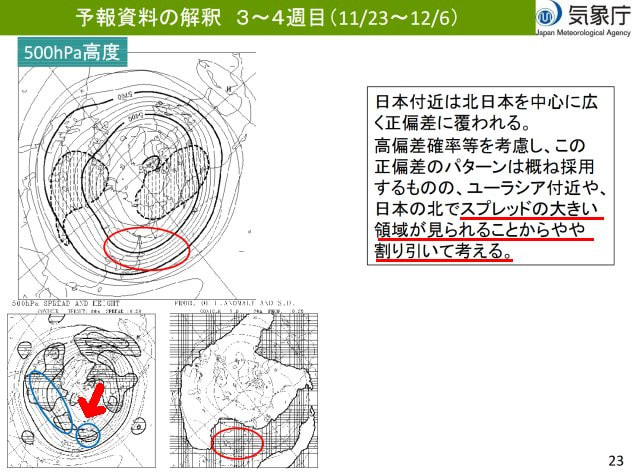 予報資料の解釈　３～４週目（11/23～12/6）
気象庁
Japan Meteorological Agency
500hPa高度
日本付近は北日本を中心に広
く正偏差に覆われる。
高偏差確率等を考慮し、この
正偏差のパターンは概ね採用
するものの、ユーラシア付近や、
日本の北でスプレッドの大きい
領域が見られることからやや
割り引いて考える。
500hPa SPREAD AND HEIGHT
23